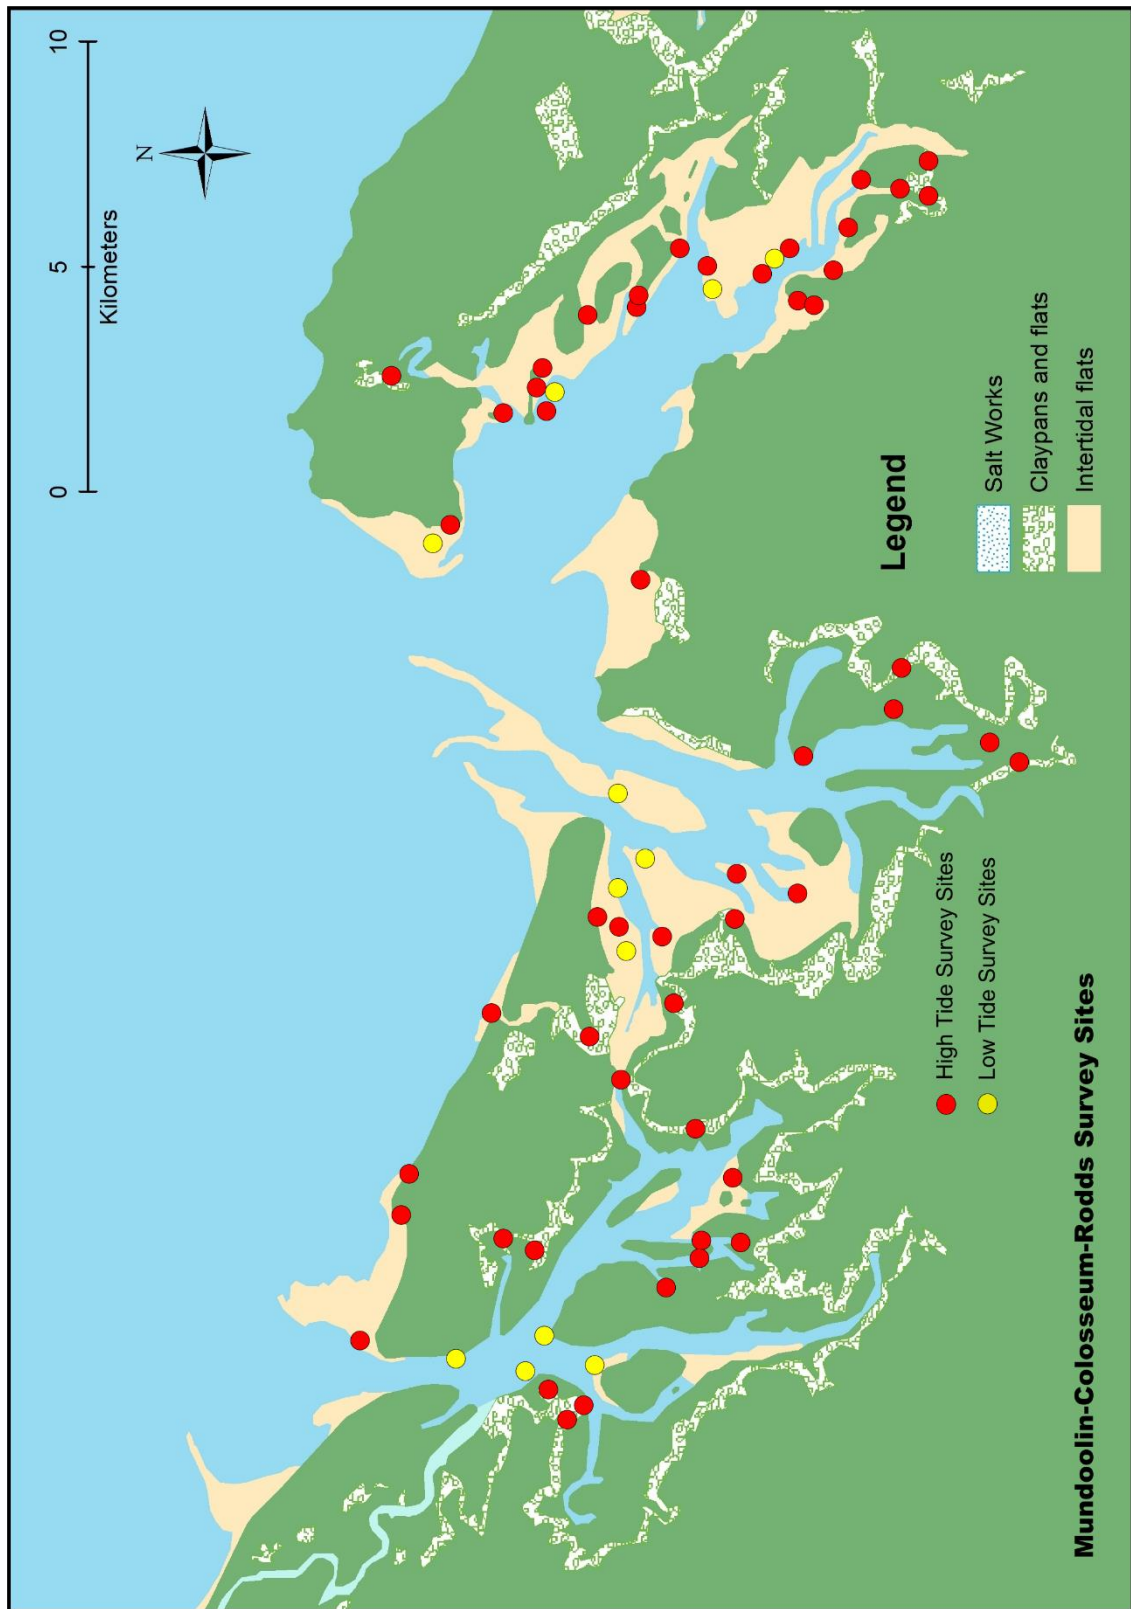 N
0 5 10
Kilometers
Legend
Salt Works
Claypans and flats
Intertidal flats
High Tide Survey Sites
Low Tide Survey Sites
Mundoolin-Colosseum-Rodds Survey Sites